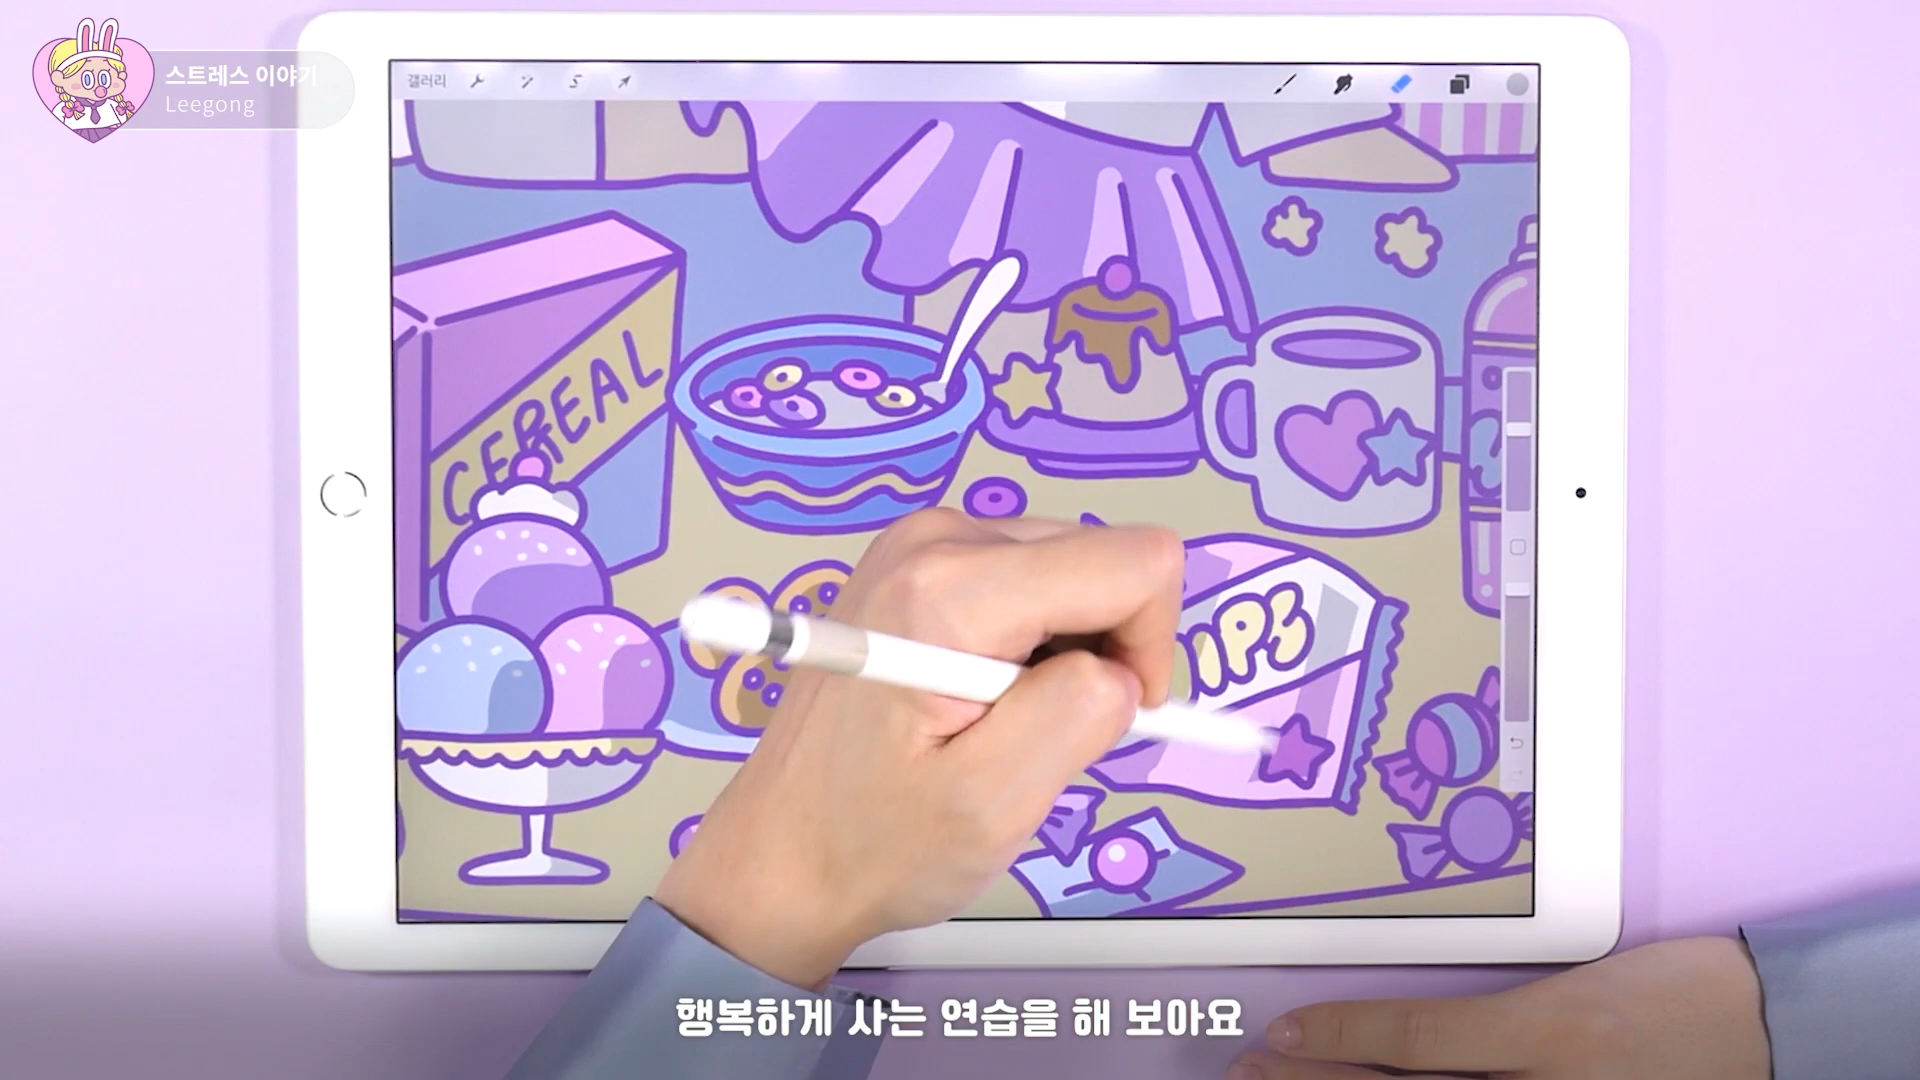 스트레스 이야기
Leegong
갤러리
CEREAL
IPS
행복하게 사는 연습을 해 보아요